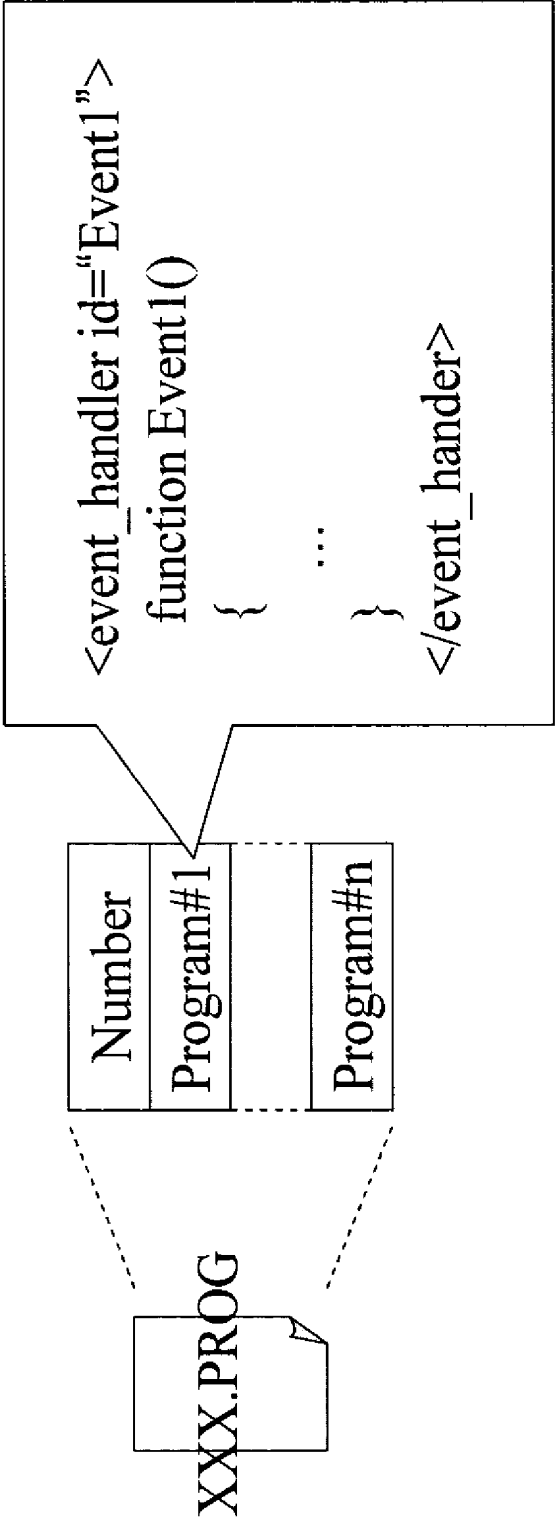 XXX.PROG
Number
Program#1
Program#n
<event_handler id=“Event1”>
function Event1()
{
…
}
</event_hander>